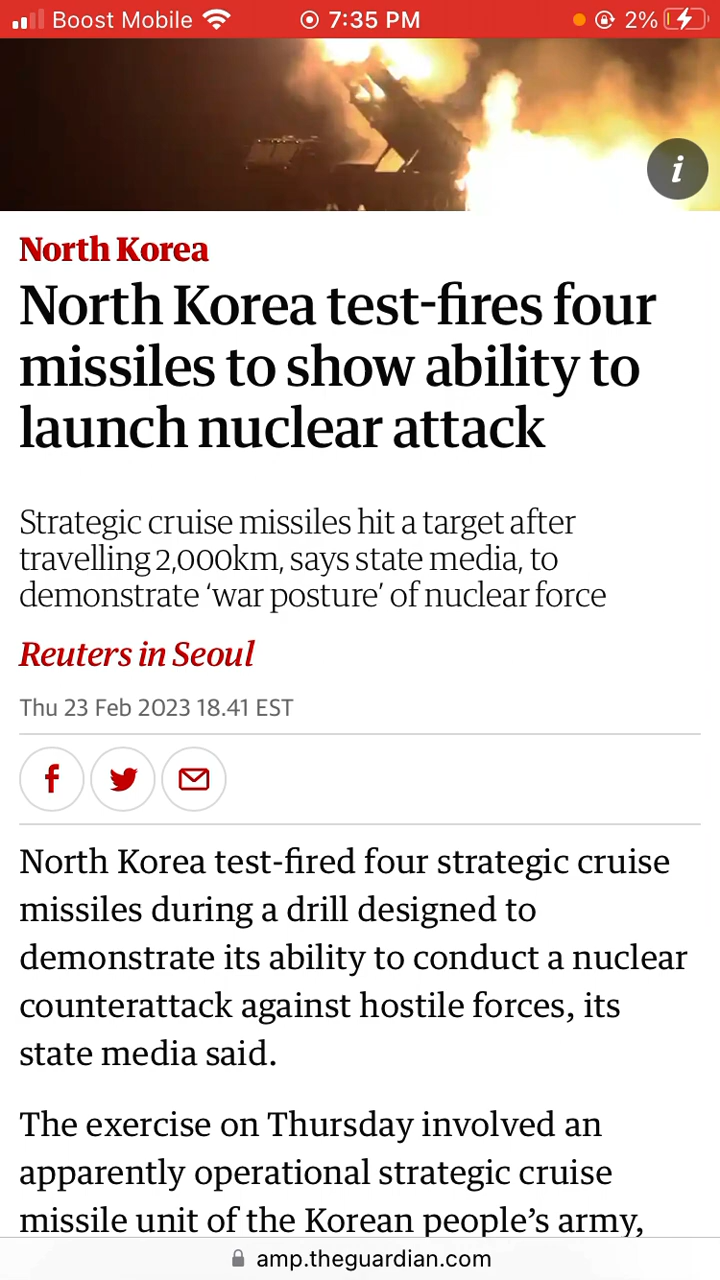 Boost Mobile 7:35 PM 2%
i
North Korea
North Korea test-fires four
missiles to show ability to
launch nuclear attack
Strategic cruise missiles hit a target after
travelling 2,000km, says state media, to
demonstrate ‘war posture’ of nuclear force
Reuters in Seoul
Thu 23 Feb 2023 18.41 EST
North Korea test-fired four strategic cruise
missiles during a drill designed to
demonstrate its ability to conduct a nuclear
counterattack against hostile forces, its
state media said.
The exercise on Thursday involved an
apparently operational strategic cruise
missile unit of the Korean people’s army,
amp.theguardian.com